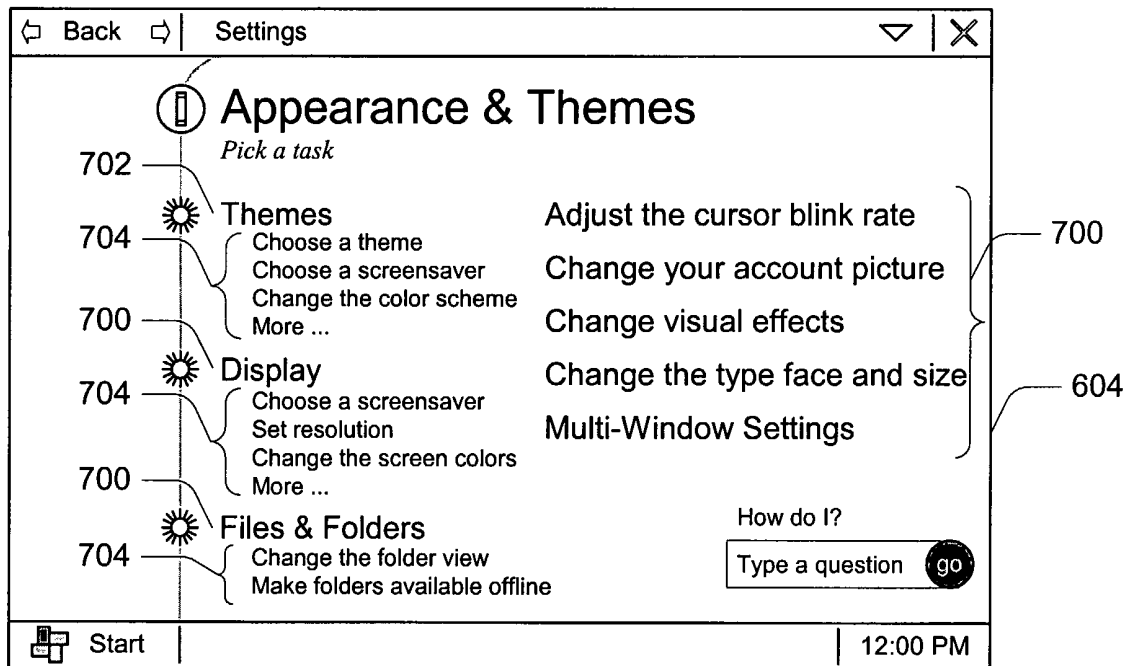 Back
Settings
Appearance & Themes
Pick a task
702
Themes
704
Choose a theme
Choose a screensaver
Change the color scheme
More ...
700
Display
704
Choose a screensaver
Set resolution
Change the screen colors
More ...
700
Files & Folders
704
Change the folder view
Make folders available offline
Adjust the cursor blink rate
Change your account picture
Change visual effects
Change the type face and size
Multi-Window Settings
700
604
How do I?
Type a question
go
Start
12:00 PM